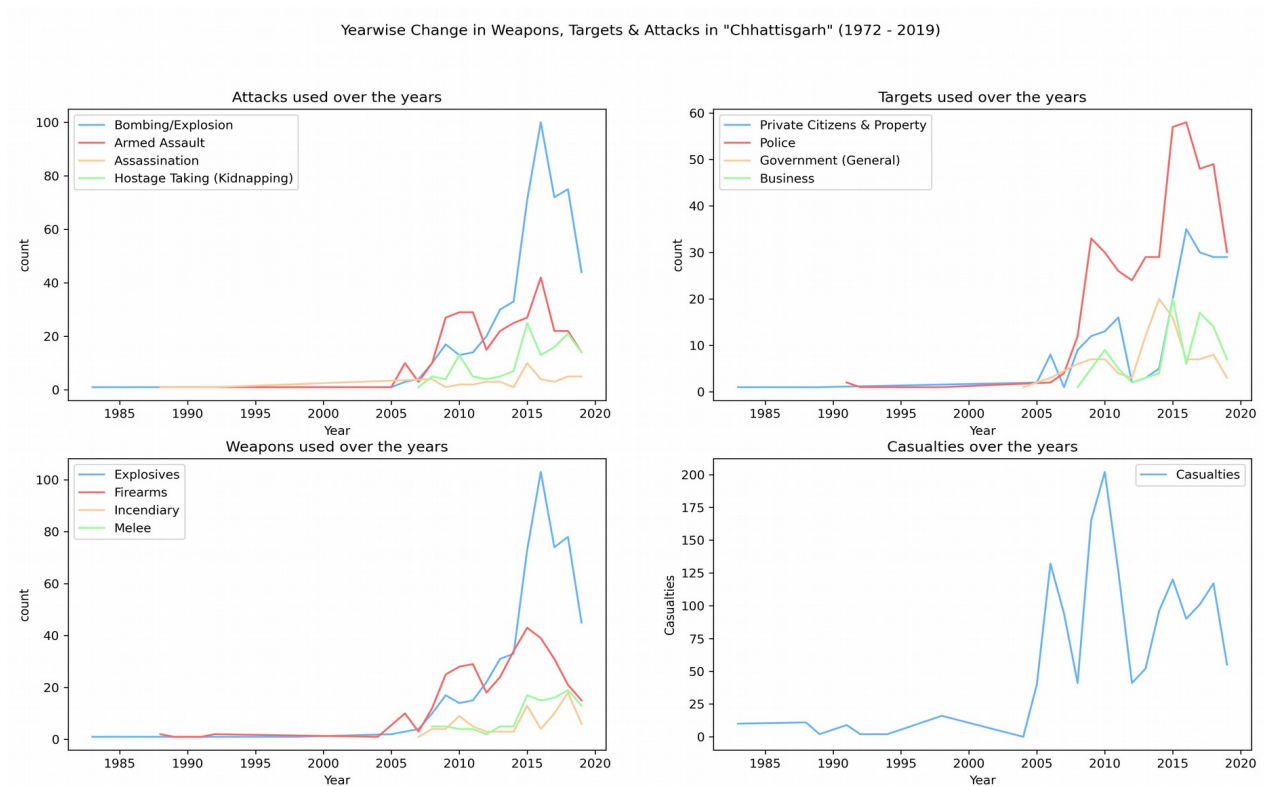 Yearwise Change in Weapons, Targets & Attacks in "Chhattisgarh" (1972 - 2019)
Attacks used over the years
Bombing/Explosion
Armed Assault
Assassination
Hostage Taking (Kidnapping)
100
80
60
40
20
0
count
1985 1990 1995 2000 2005 2010 2015 2020
Year
Targets used over the years
Private Citizens & Property
Police
Government (General)
Business
60
50
40
30
20
10
0
count
1985 1990 1995 2000 2005 2010 2015 2020
Year
Weapons used over the years
Explosives
Firearms
Incendiary
Melee
100
80
60
40
20
0
count
1985 1990 1995 2000 2005 2010 2015 2020
Year
Casualties over the years
Casualties
200
175
150
125
100
75
50
25
0
Casualties
1985 1990 1995 2000 2005 2010 2015 2020
Year